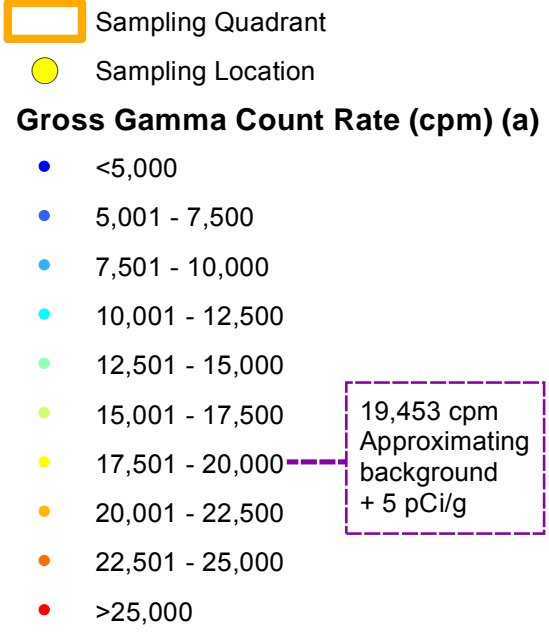 Sampling Quadrant
Sampling Location
Gross Gamma Count Rate (cpm) (a)
<5,000
5,001 - 7,500
7,501 - 10,000
10,001 - 12,500
12,501 - 15,000
15,001 - 17,500
17,501 - 20,000
20,001 - 22,500
22,501 - 25,000
>25,000
19,453 cpm
Approximating
background
+ 5 pCi/g